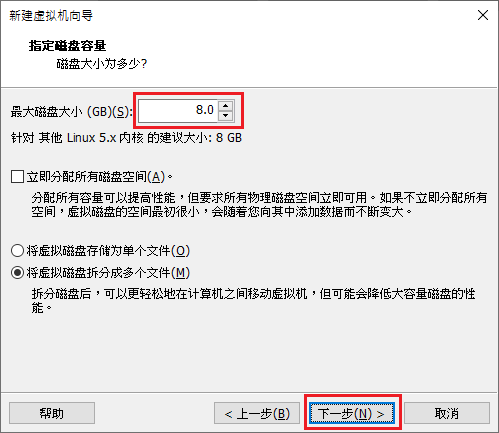 新建虚拟机向导
指定磁盘容量
磁盘大小为多少?
最大磁盘大小 (GB)(S):
8.0
针对 其他 Linux 5.x 内核 的建议大小: 8 GB
立即分配所有磁盘空间(A)。
分配所有容量可以提高性能，但要求所有物理磁盘空间立即可用。如果不立即分配所有
空间，虚拟磁盘的空间最初很小，会随着您向其中添加数据而不断变大。
将虚拟磁盘存储为单个文件(O)
将虚拟磁盘拆分成多个文件(M)
拆分磁盘后，可以更轻松地在计算机之间移动虚拟机，但可能会降低大容量磁盘的性
能。
帮助
< 上一步(B)
下一步(N) >
取消